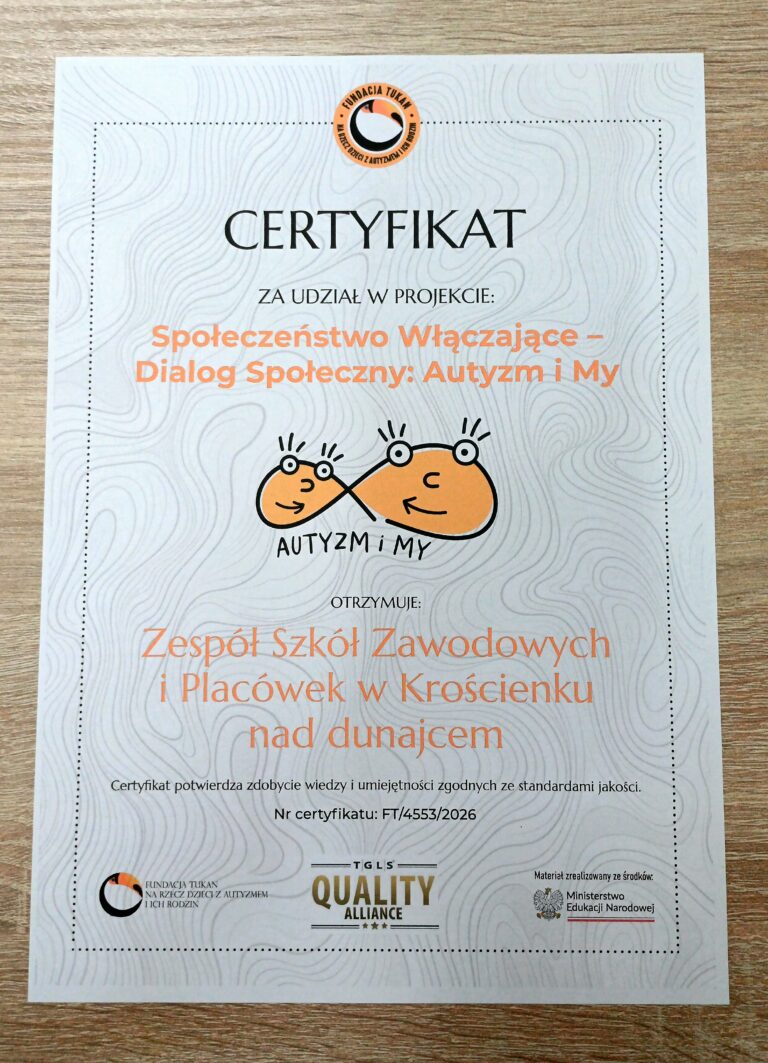 FUNDACJA TUKAN
NA RZECZ DZIECI Z AUTYZMEM I ICH RODZIN
CERTYFIKAT
ZA UDZIAŁ W PROJEKCIE:
Społeczeństwo Włączające –
Dialog Społeczny: Autyzm i My
AUTYZM i MY
OTRZYMUJE:
Zespół Szkół Zawodowych
i Placówek w Krościenku
nad dunajcem
Certyfikat potwierdza zdobycie wiedzy i umiejętności zgodnych ze standardami jakości.
Nr certyfikatu: FT/4553/2026
FUNDACJA TUKAN
NA RZECZ DZIECI Z AUTYZMEM
I ICH RODZIN
TGLS
QUALITY
ALLIANCE
Materiał zrealizowany ze środków:
Ministerstwo
Edukacji Narodowej